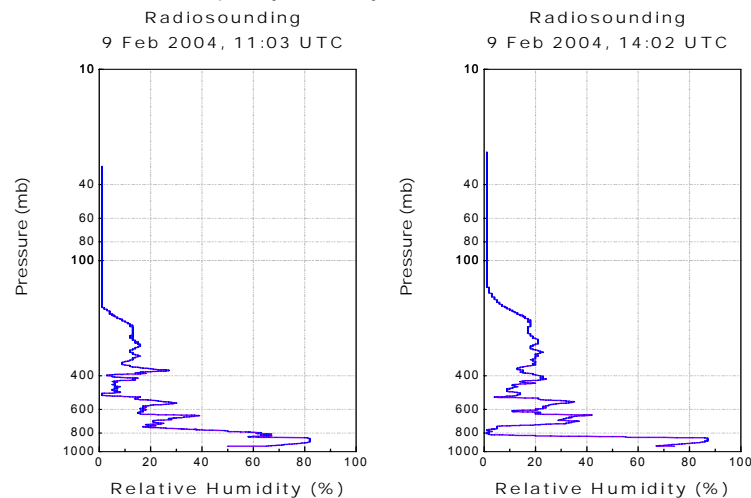 Radiosounding
9 Feb 2004, 11:03 UTC
10
40
60
80
100
400
600
800
1000
Pressure (mb)
0 20 40 60 80 100
Relative Humidity (%)
Radiosounding
9 Feb 2004, 14:02 UTC
10
40
60
80
100
400
600
800
1000
Pressure (mb)
0 20 40 60 80 100
Relative Humidity (%)